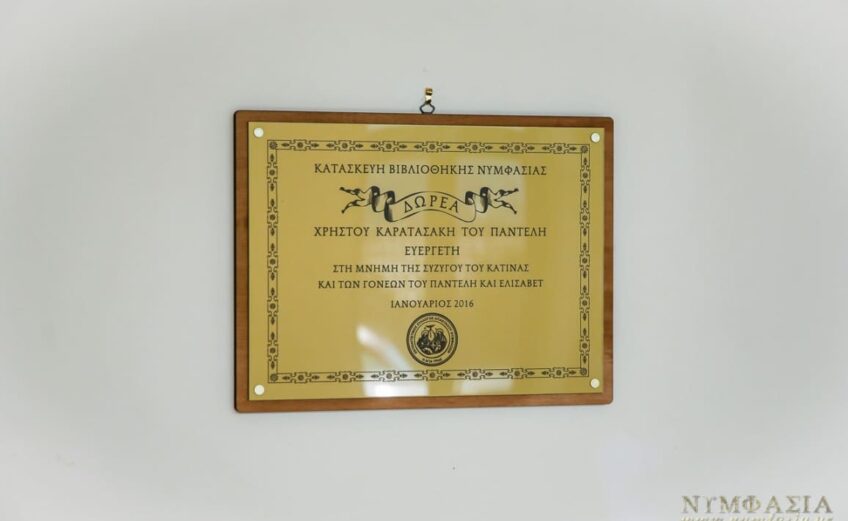 ΚΑΤΑΣΚΕΥΗ ΒΙΒΛΙΟΘΗΚΗΣ ΝΥΜΦΑΣΙΑΣ
ΔΩΡΕΑ
ΧΡΗΣΤΟΥ ΚΑΡΑΤΑΣΑΚΗ ΤΟΥ ΠΑΝΤΕΛΗ
ΕΥΕΡΓΕΤΗ
ΣΤΗ ΜΝΗΜΗ ΤΗΣ ΣΥΖΥΓΟΥ ΤΟΥ ΚΑΤΙΝΑΣ
ΚΑΙ ΤΩΝ ΓΟΝΕΩΝ ΤΟΥ ΠΑΝΤΕΛΗ ΚΑΙ ΕΛΙΣΑΒΕΤ
ΙΑΝΟΥΑΡΙΟΣ 2016
ΝΥΜΦΑΣΙΑ